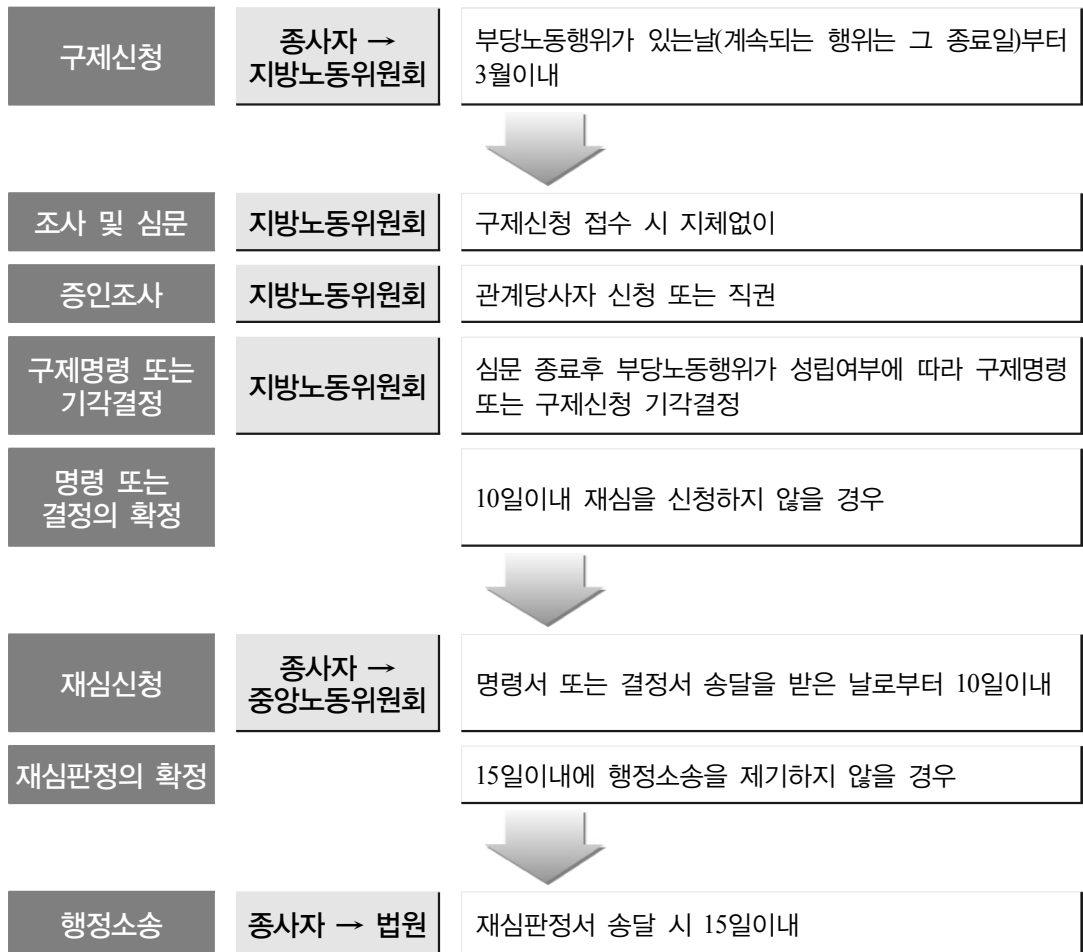 구제신청
종사자 →
지방노동위원회
부당노동행위가 있는날(계속되는 행위는 그 종료일)부터
3월이내
조사 및 심문
지방노동위원회
구제신청 접수 시 지체없이
증인조사
지방노동위원회
관계당사자 신청 또는 직권
구제명령 또는
기각결정
지방노동위원회
심문 종료후 부당노동행위가 성립여부에 따라 구제명령
또는 구제신청 기각결정
명령 또는
결정의 확정
10일이내 재심을 신청하지 않을 경우
재심신청
종사자 →
중앙노동위원회
명령서 또는 결정서 송달을 받은 날로부터 10일이내
재심판정의 확정
15일이내에 행정소송을 제기하지 않을 경우
행정소송
종사자 → 법원
재심판정서 송달 시 15일이내